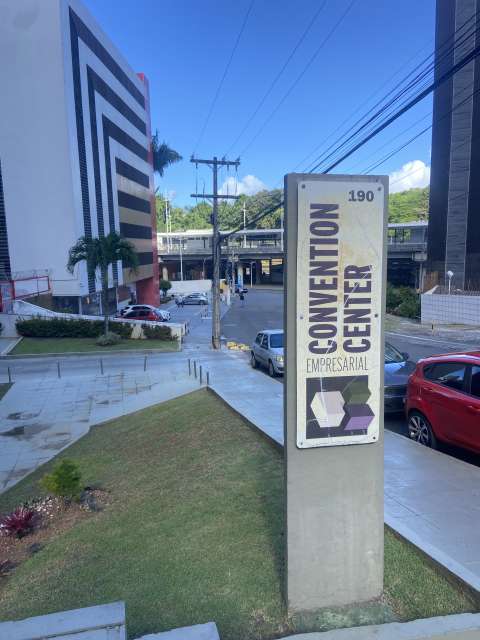 190
CONVENTION
CENTER
EMPRESARIAL